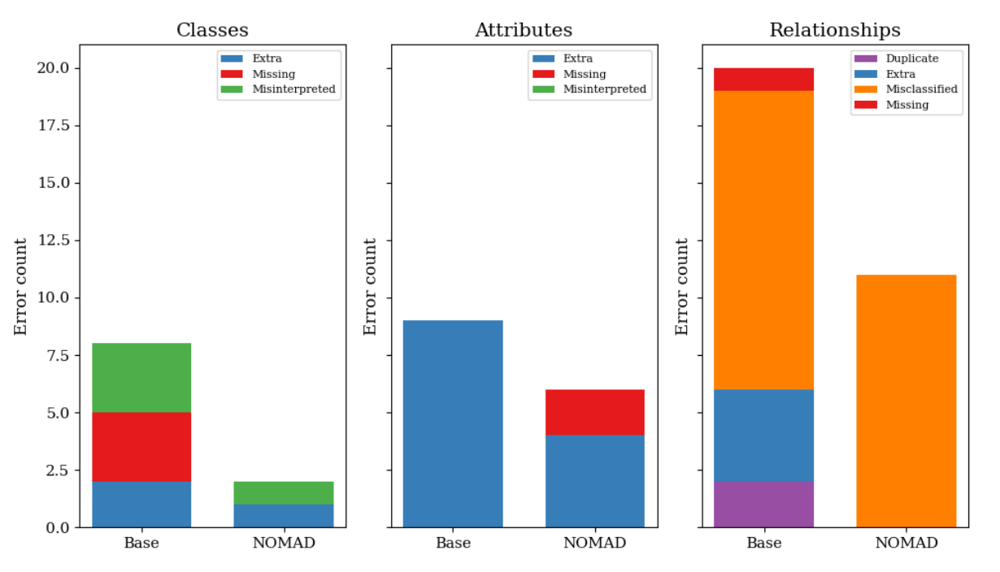 Classes
Error count
20.0
17.5
15.0
12.5
10.0
7.5
5.0
2.5
0.0
Extra
Missing
Misinterpreted
Base NOMAD
Attributes
Error count
Extra
Missing
Misinterpreted
Base NOMAD
Relationships
Error count
Duplicate
Extra
Misclassified
Missing
Base NOMAD